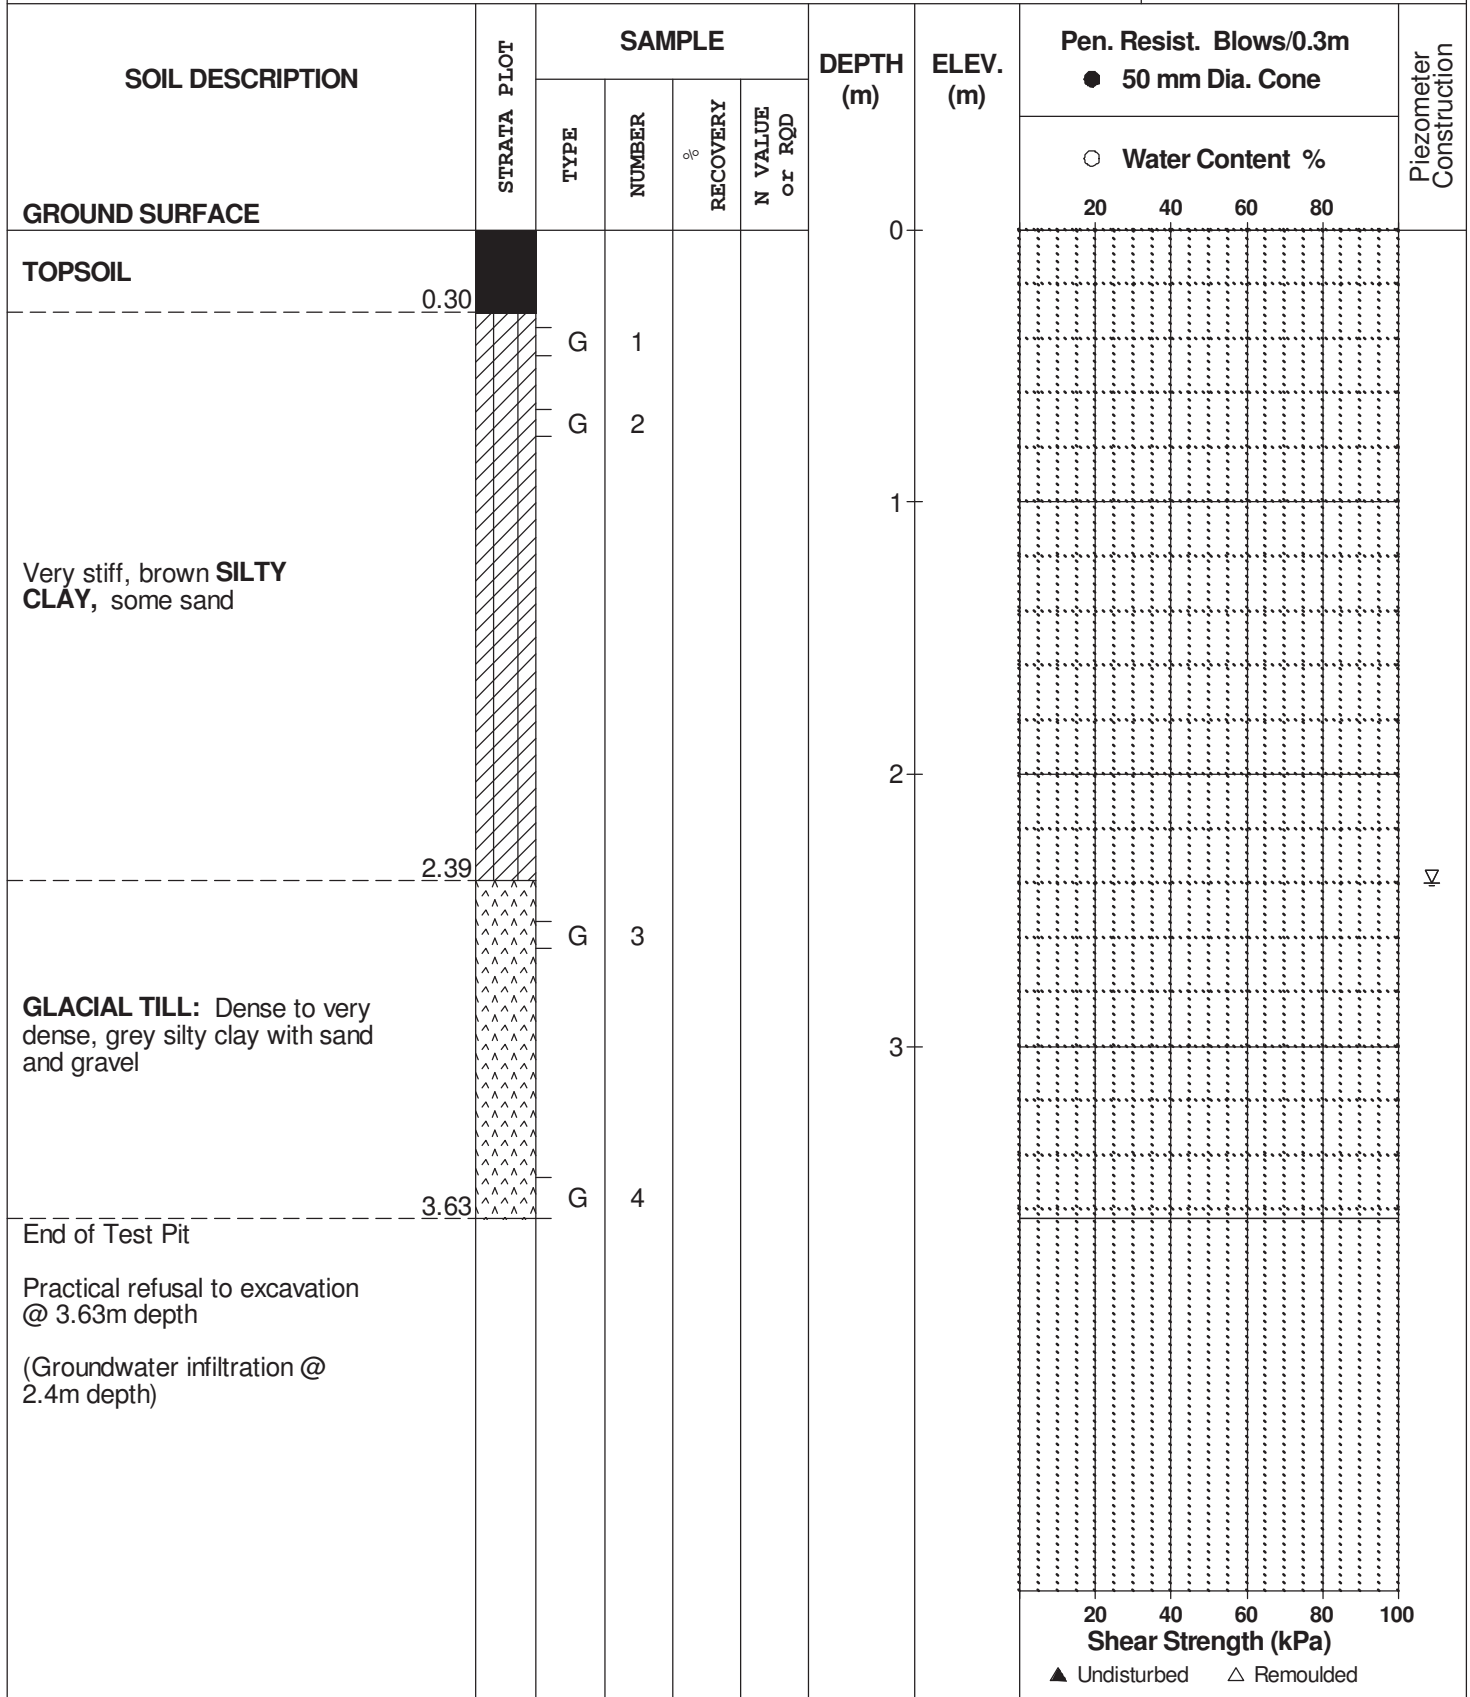 SOIL DESCRIPTION
GROUND SURFACE
STRATA PLOT
SAMPLE
TYPE
NUMBER
%
RECOVERY
N VALUE
or RQD
DEPTH
(m)
ELEV.
(m)
Pen. Resist. Blows/0.3m
50 mm Dia. Cone
Water Content %
20 40 60 80
Piezometer
Construction
0
TOPSOIL
0.30
G 1
G 2
1
Very stiff, brown SILTY
CLAY, some sand
2
2.39
G 3
GLACIAL TILL: Dense to very
dense, grey silty clay with sand
and gravel
3
G 4
3.63
End of Test Pit
Practical refusal to excavation
@ 3.63m depth
(Groundwater infiltration @
2.4m depth)
20 40 60 80 100
Shear Strength (kPa)
▲ Undisturbed △ Remoulded